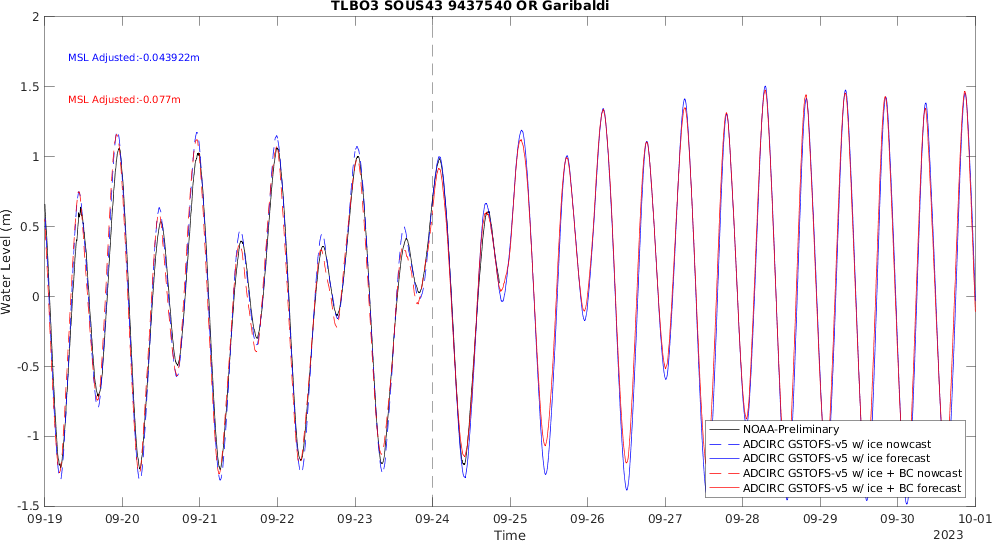 TLBO3 SOUS43 9437540 OR Garibaldi
2
1.5
1
0.5
0
-0.5
-1
-1.5
Water Level (m)
MSL Adjusted:-0.043922m
MSL Adjusted:-0.077m
NOAA-Preliminary
ADCIRC GSTOFS-v5 w/ ice nowcast
ADCIRC GSTOFS-v5 w/ ice forecast
ADCIRC GSTOFS-v5 w/ ice + BC nowcast
ADCIRC GSTOFS-v5 w/ ice + BC forecast
09-19 09-20 09-21 09-22 09-23 09-24 09-25 09-26 09-27 09-28 09-29 09-30 10-01
Time
2023